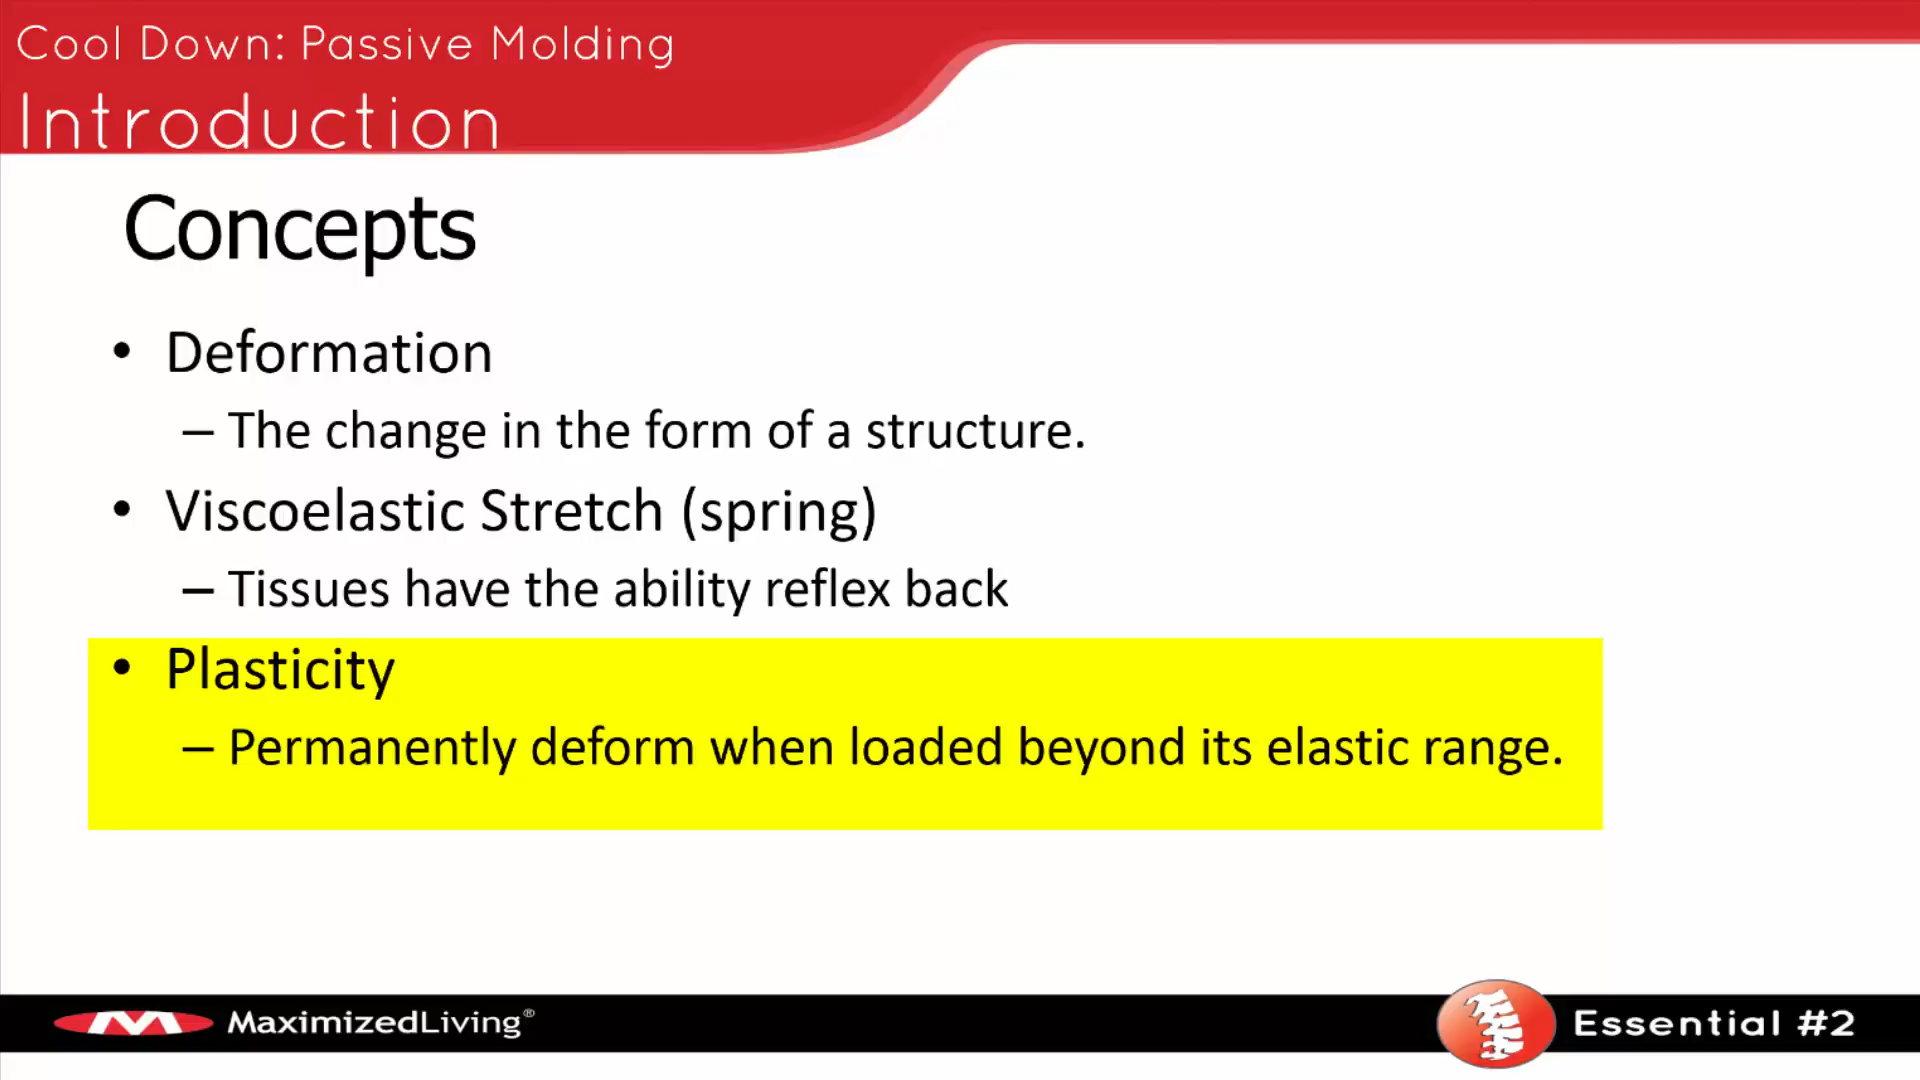 Cool Down: Passive Molding
Introduction
Concepts
• Deformation
– The change in the form of a structure.
• Viscoelastic Stretch (spring)
– Tissues have the ability reflex back
• Plasticity
– Permanently deform when loaded beyond its elastic range.
MaximizedLiving®
Essential #2